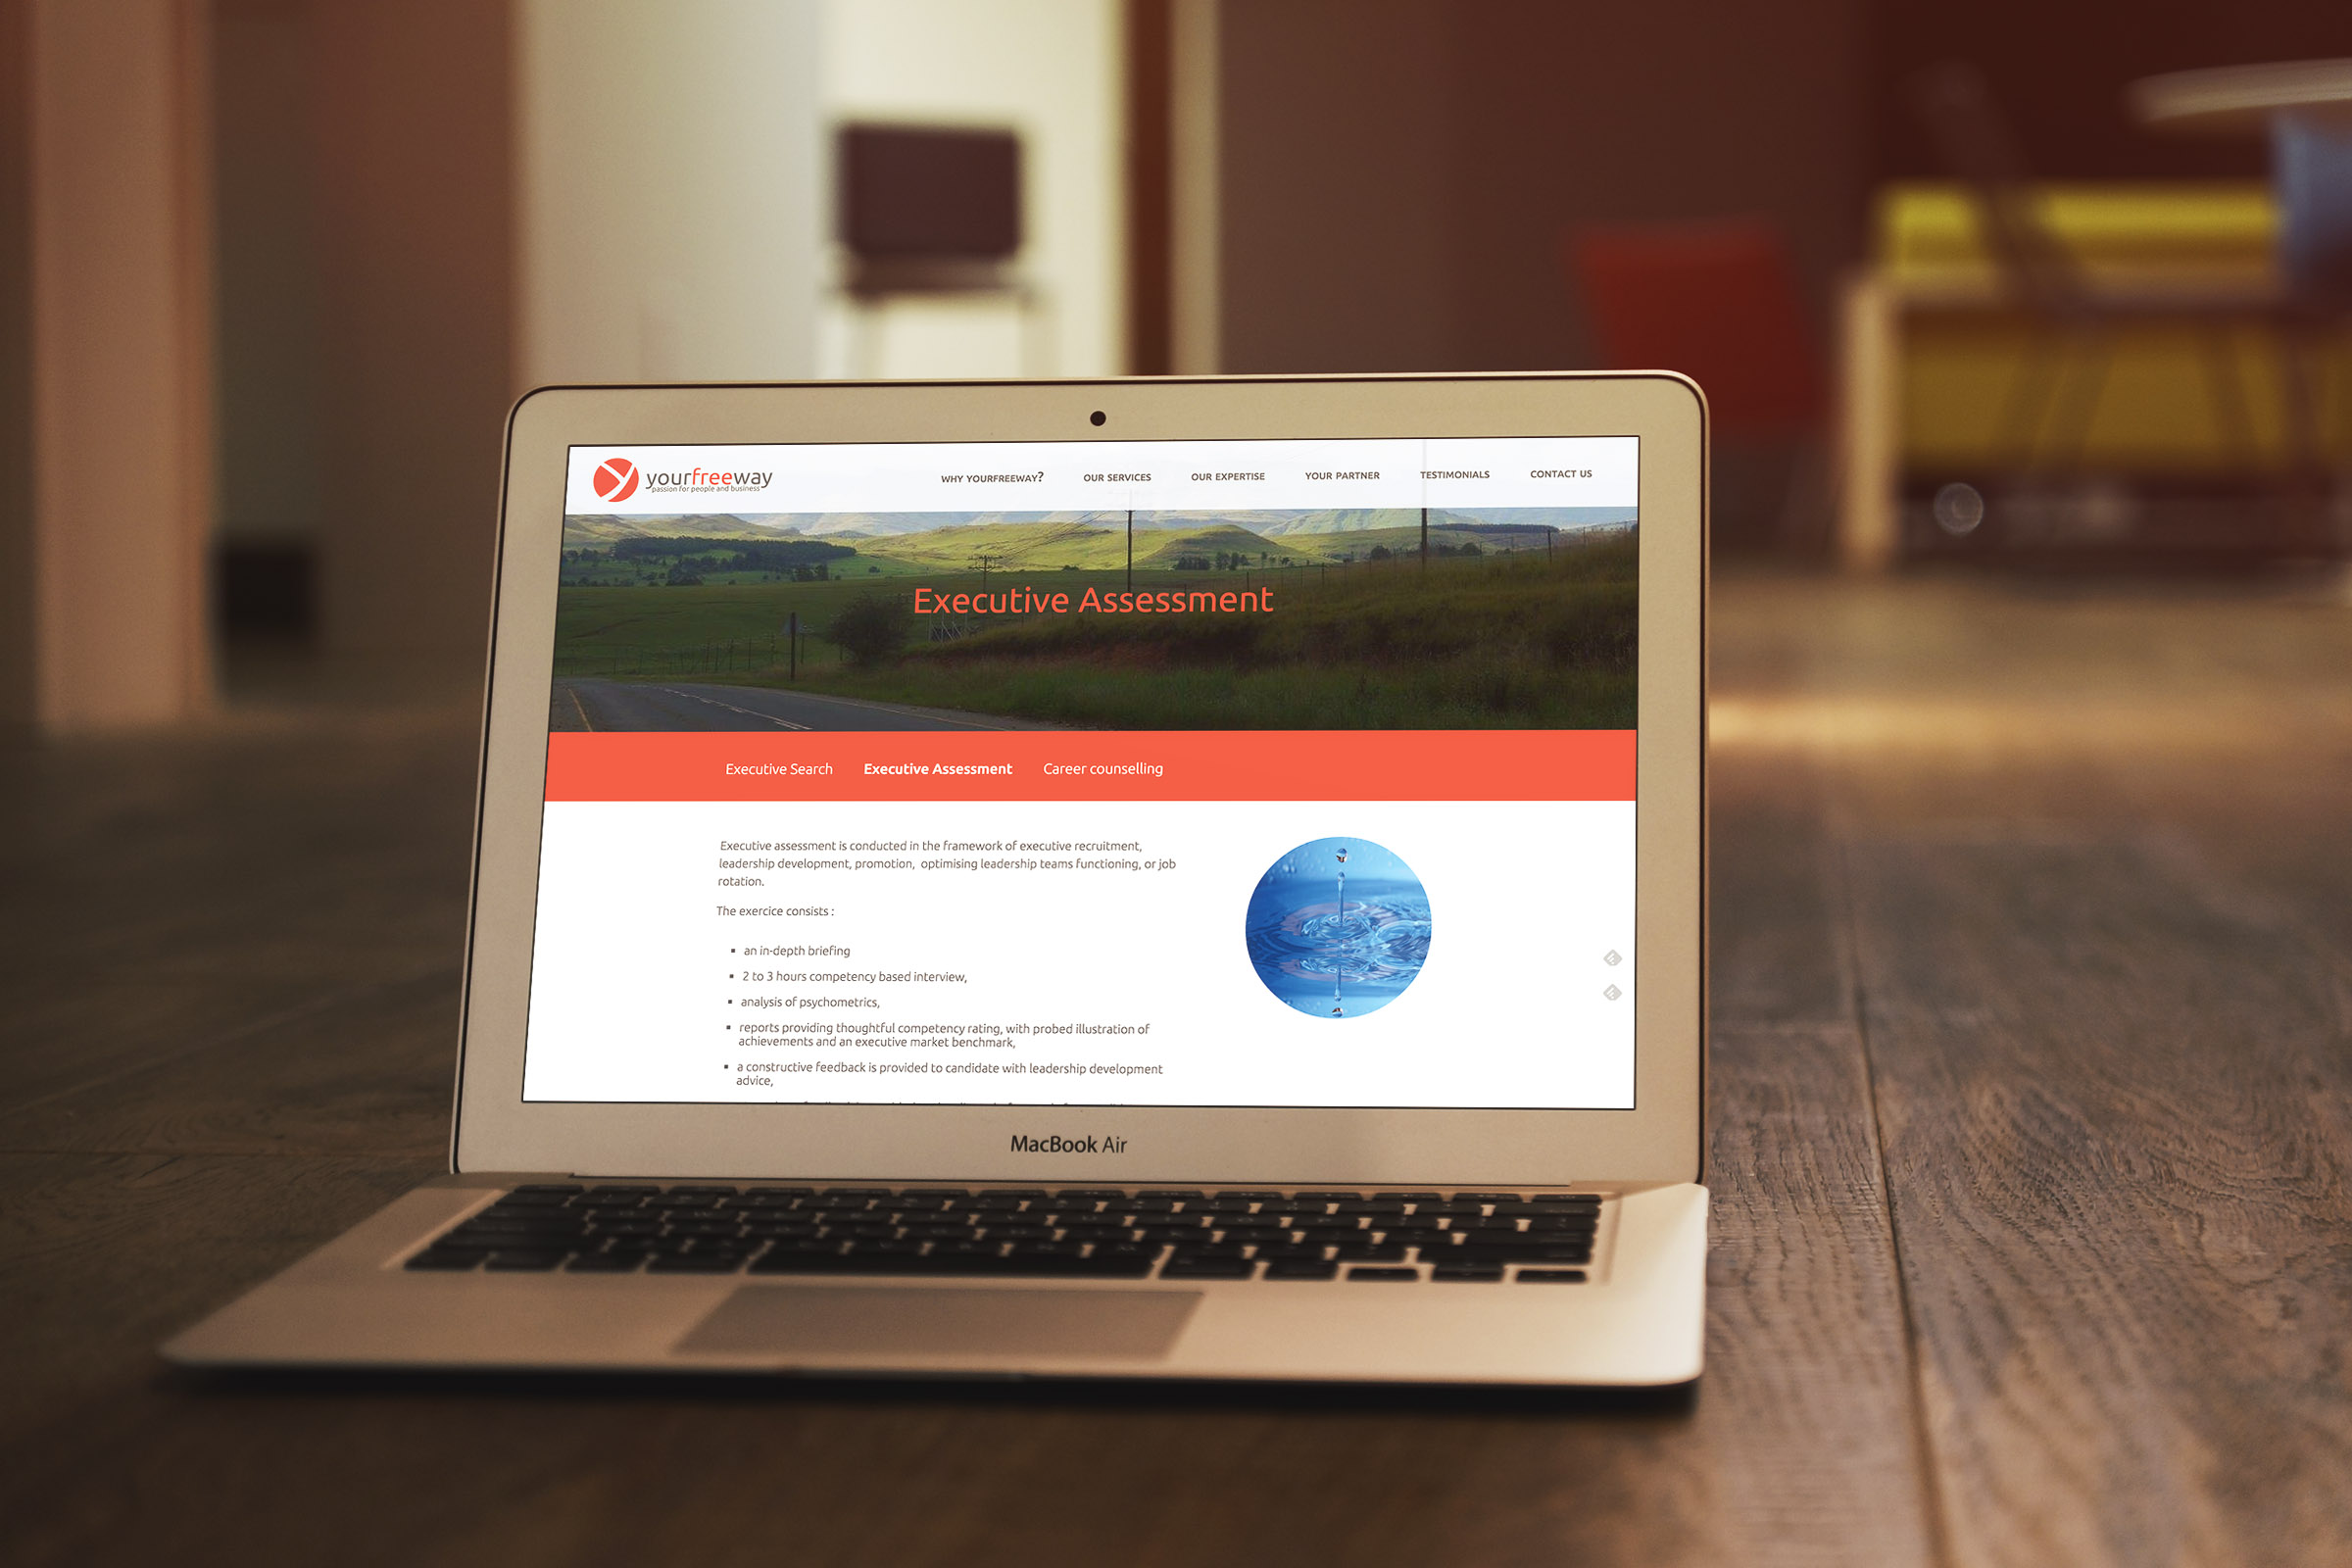 yourfreeway
passion for people and business
WHY YOURFREEWAY? OUR SERVICES OUR EXPERTISE YOUR PARTNER TESTIMONIALS CONTACT US
Executive Assessment
Executive Search Executive Assessment Career counselling
Executive assessment is conducted in the framework of executive recruitment,
leadership development, promotion, optimising leadership teams functioning, or job
rotation.
The exercice consists :
▪ an in-depth briefing
▪ 2 to 3 hours competency based interview,
▪ analysis of psychometrics,
▪ reports providing thoughtful competency rating, with probed illustration of
achievements and an executive market benchmark,
▪ a constructive feedback is provided to candidate with leadership development
advice,
MacBook Air